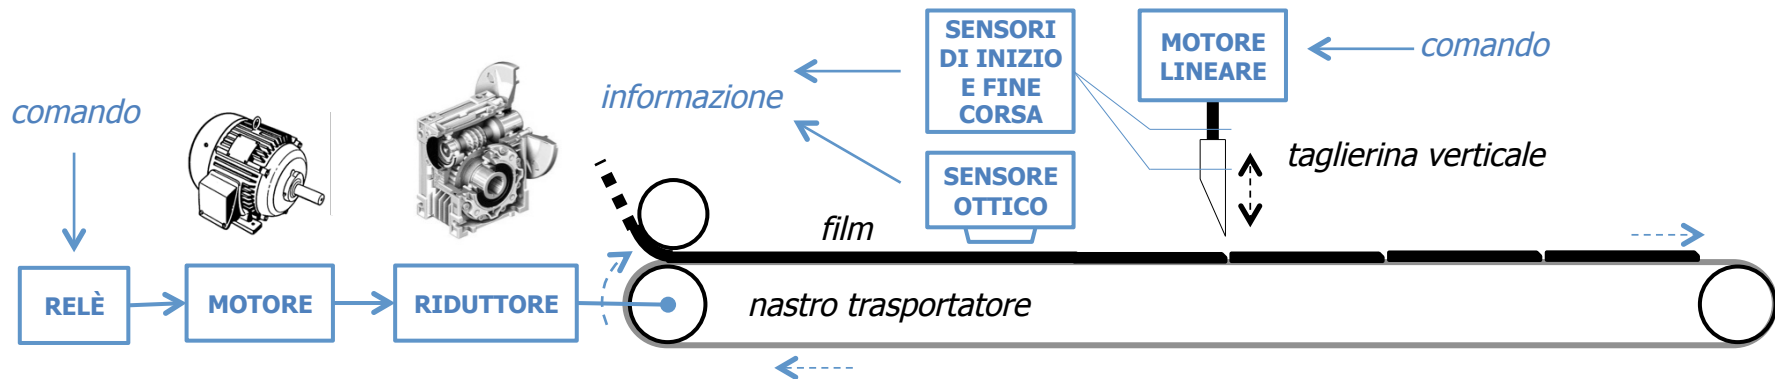 comando
RELÈ
MOTORE
RIDUTTORE
informazione
SENSORI
DI INIZIO
E FINE
CORSA
SENSORE
OTTICO
MOTORE
LINEARE
comando
taglierina verticale
film
nastro trasportatore